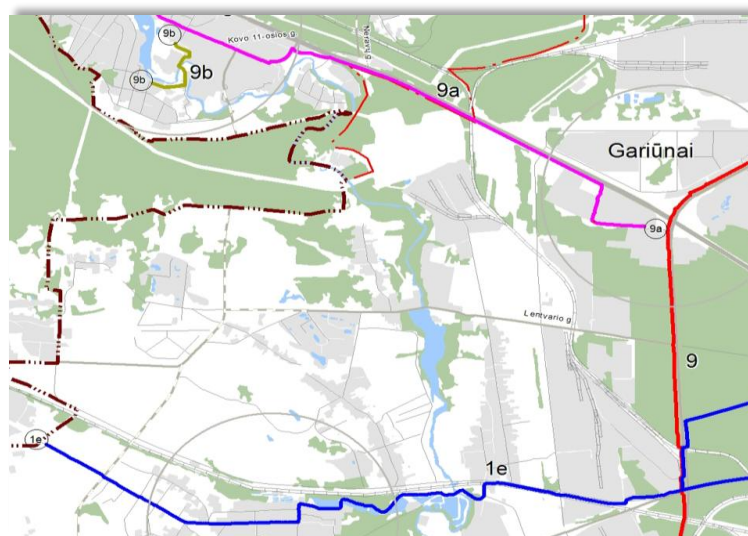 9b
Kovo 11-osios g.
9b
9b
9a
Gariūnai
9a
Lentvario g.
9
1e
1e